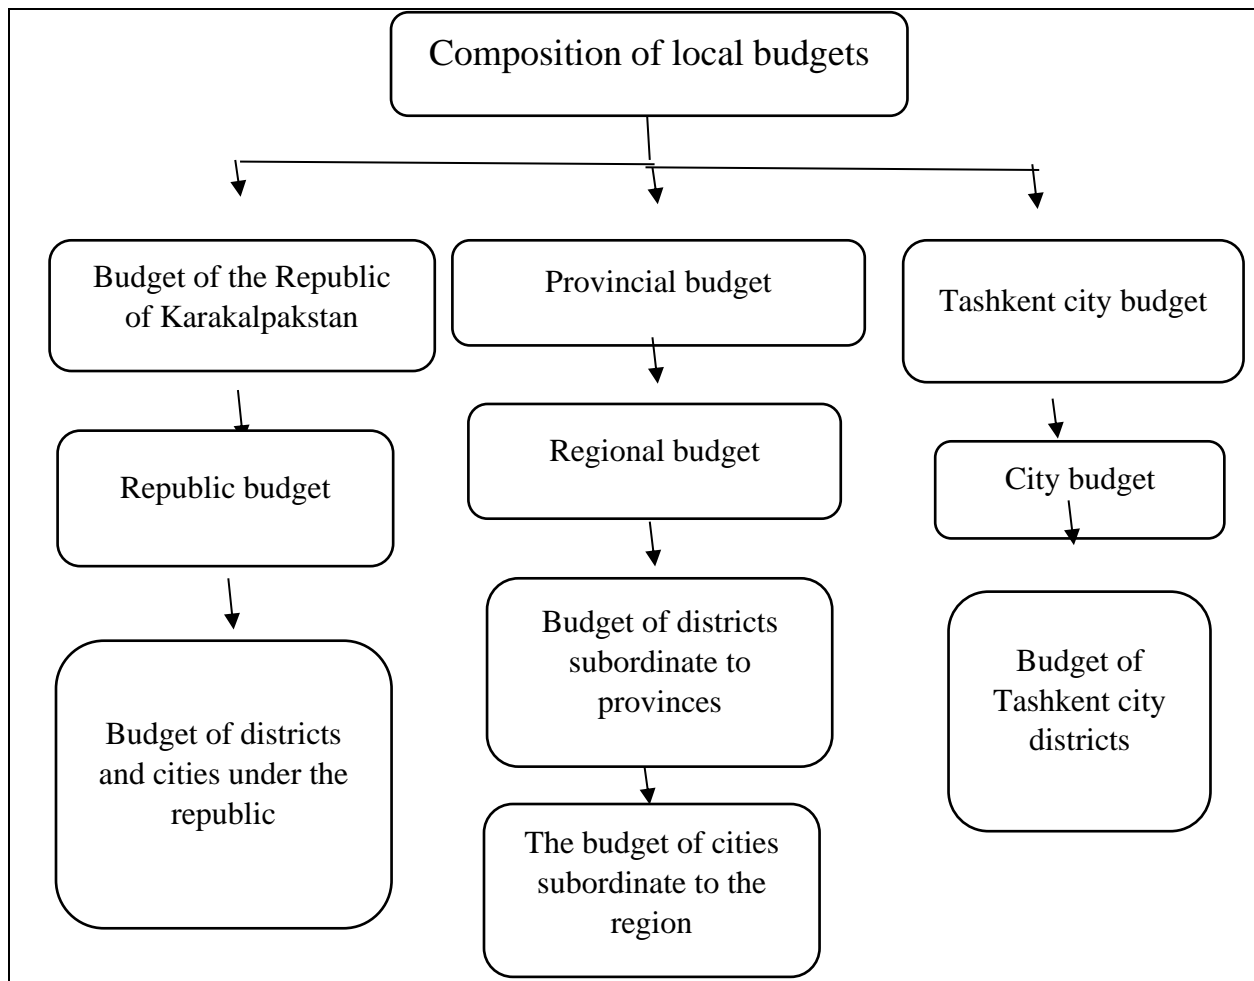 Composition of local budgets
Budget of the Republic
of Karakalpakstan
Provincial budget
Tashkent city budget
Republic budget
Regional budget
City budget
Budget of districts
and cities under the
republic
Budget of districts
subordinate to
provinces
Budget of
Tashkent city
districts
The budget of cities
subordinate to the
region